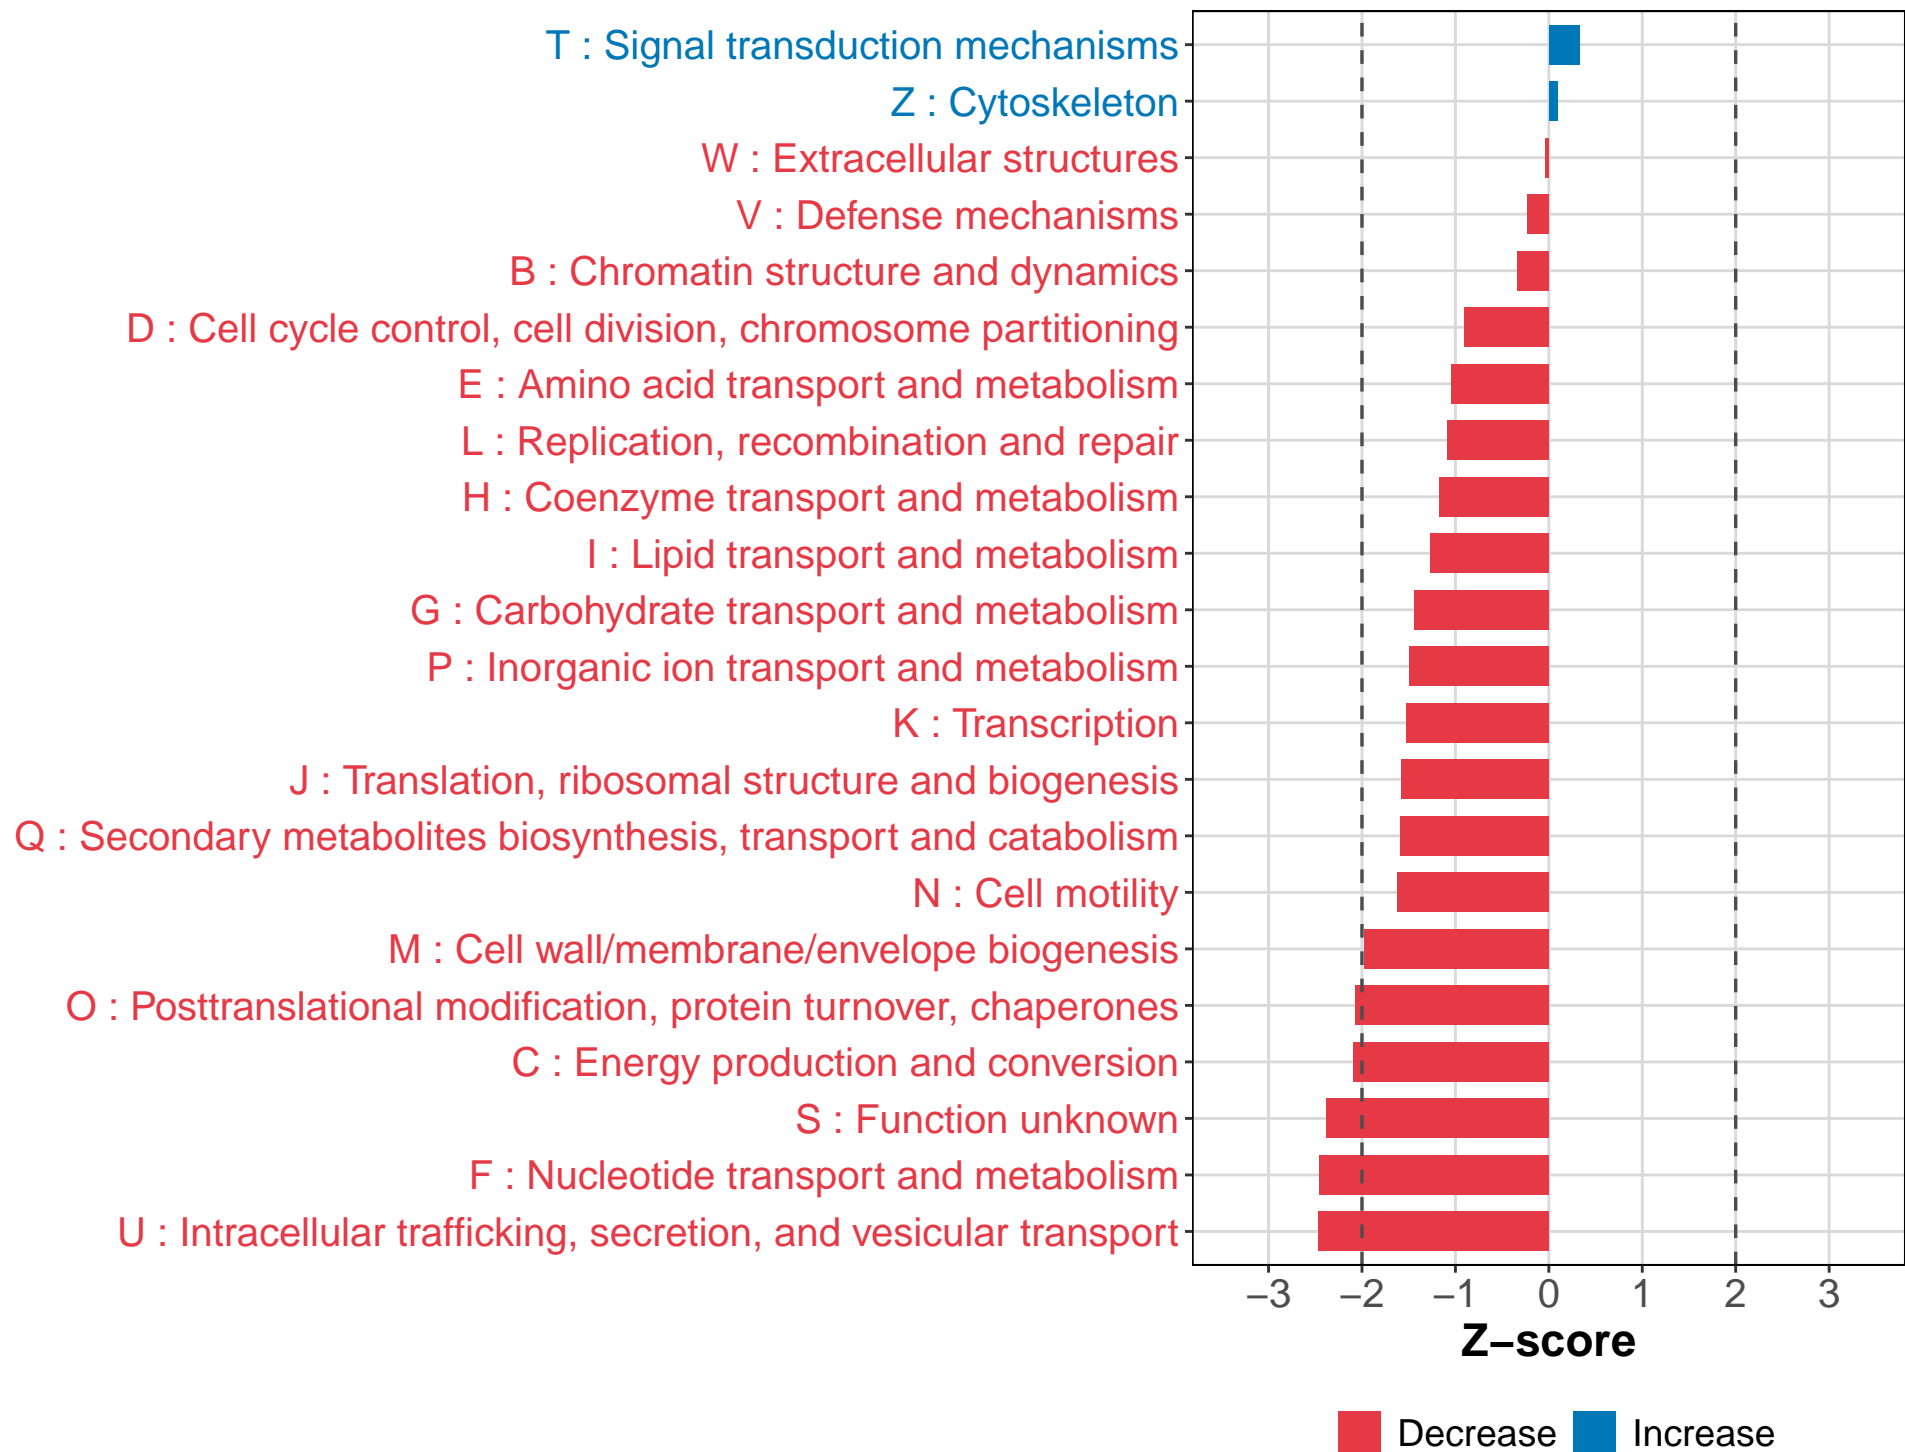 T : Signal transduction mechanisms
Z : Cytoskeleton
W : Extracellular structures
V : Defense mechanisms
B : Chromatin structure and dynamics
D : Cell cycle control, cell division, chromosome partitioning
E : Amino acid transport and metabolism
L : Replication, recombination and repair
H : Coenzyme transport and metabolism
I : Lipid transport and metabolism
G : Carbohydrate transport and metabolism
P : Inorganic ion transport and metabolism
K : Transcription
J : Translation, ribosomal structure and biogenesis
Q : Secondary metabolites biosynthesis, transport and catabolism
N : Cell motility
M : Cell wall/membrane/envelope biogenesis
O : Posttranslational modification, protein turnover, chaperones
C : Energy production and conversion
S : Function unknown
F : Nucleotide transport and metabolism
U : Intracellular trafficking, secretion, and vesicular transport
−3 −2 −1 0 1 2 3
Z−score
Decrease Increase